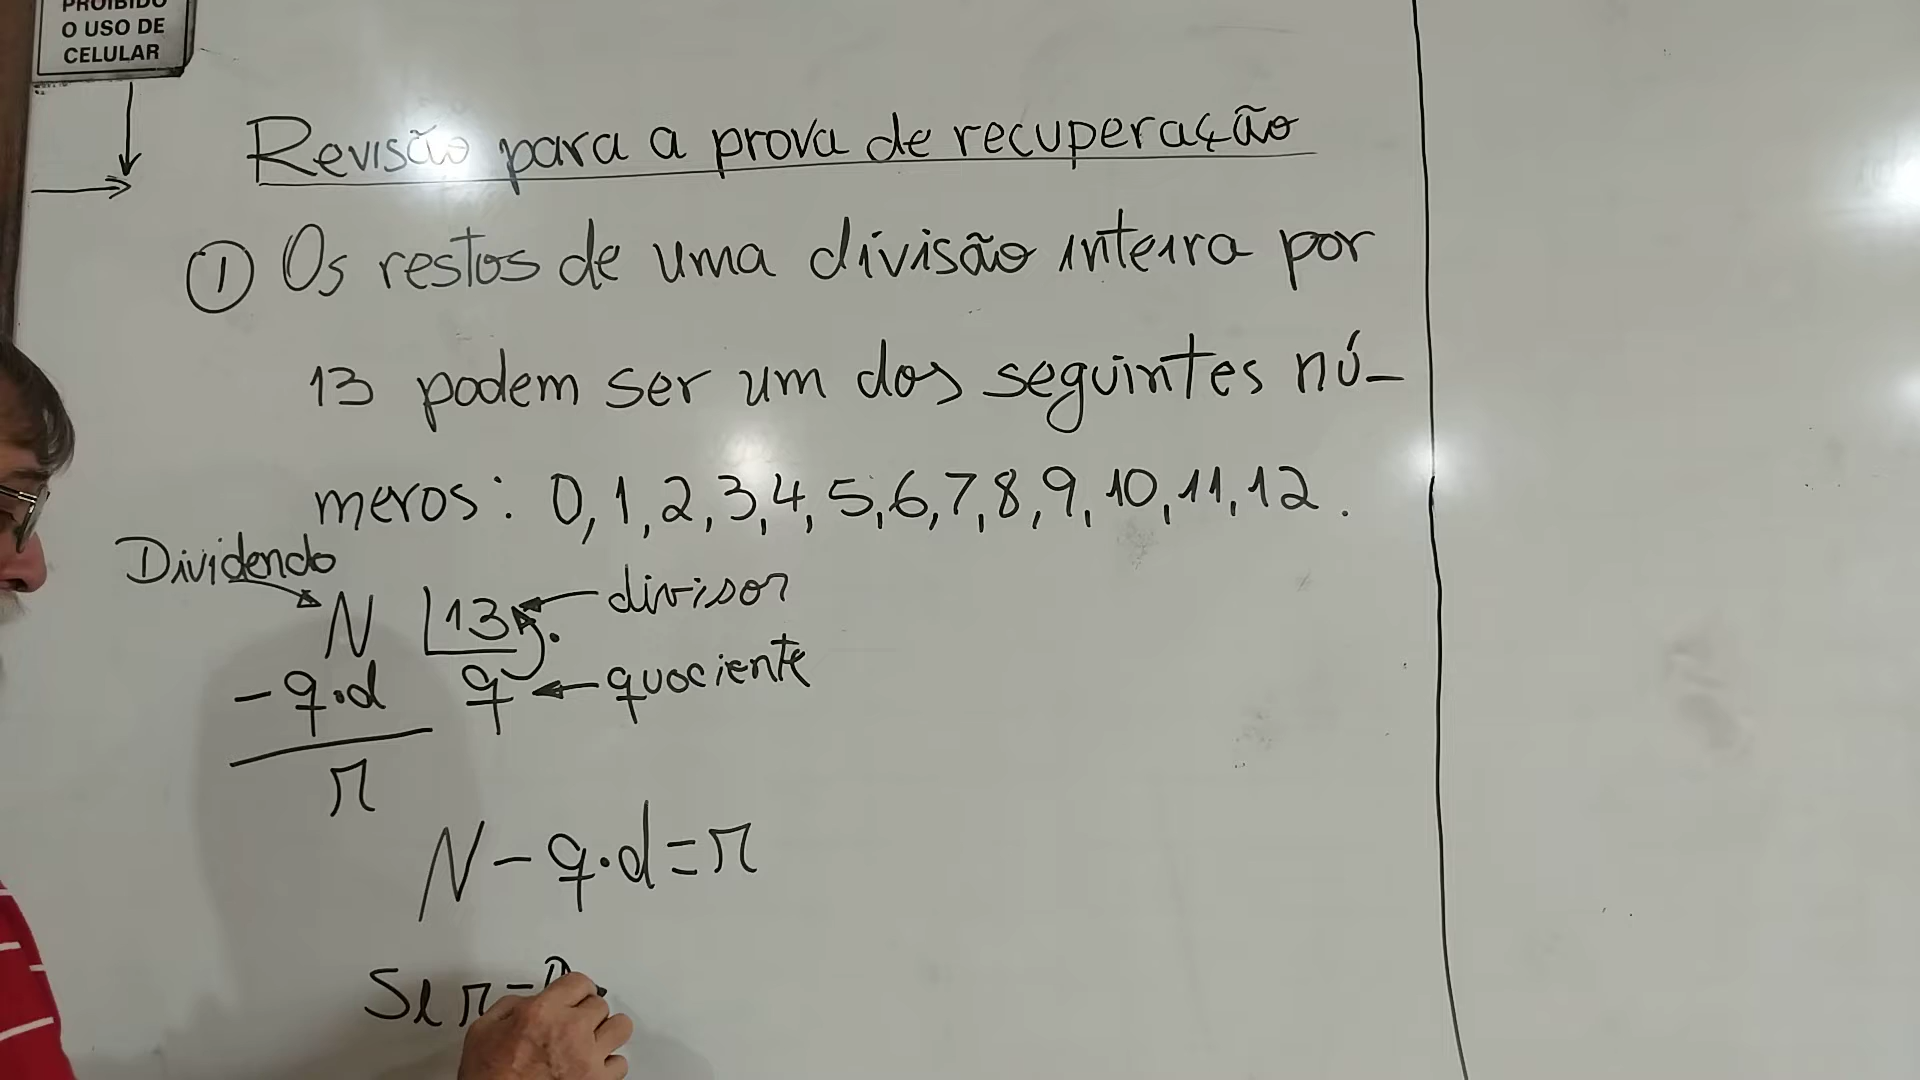 PROIBIDO
O USO DE
CELULAR
Revisão para a prova de recuperação
① Os restos de uma divisão inteira por
13 podem ser um dos seguintes nú-
meros: 0, 1, 2, 3, 4, 5, 6, 7, 8, 9, 10, 11, 12.
Dividendo
N 13 divisor
- q·d q quociente
r
N - q·d = r
Se r =